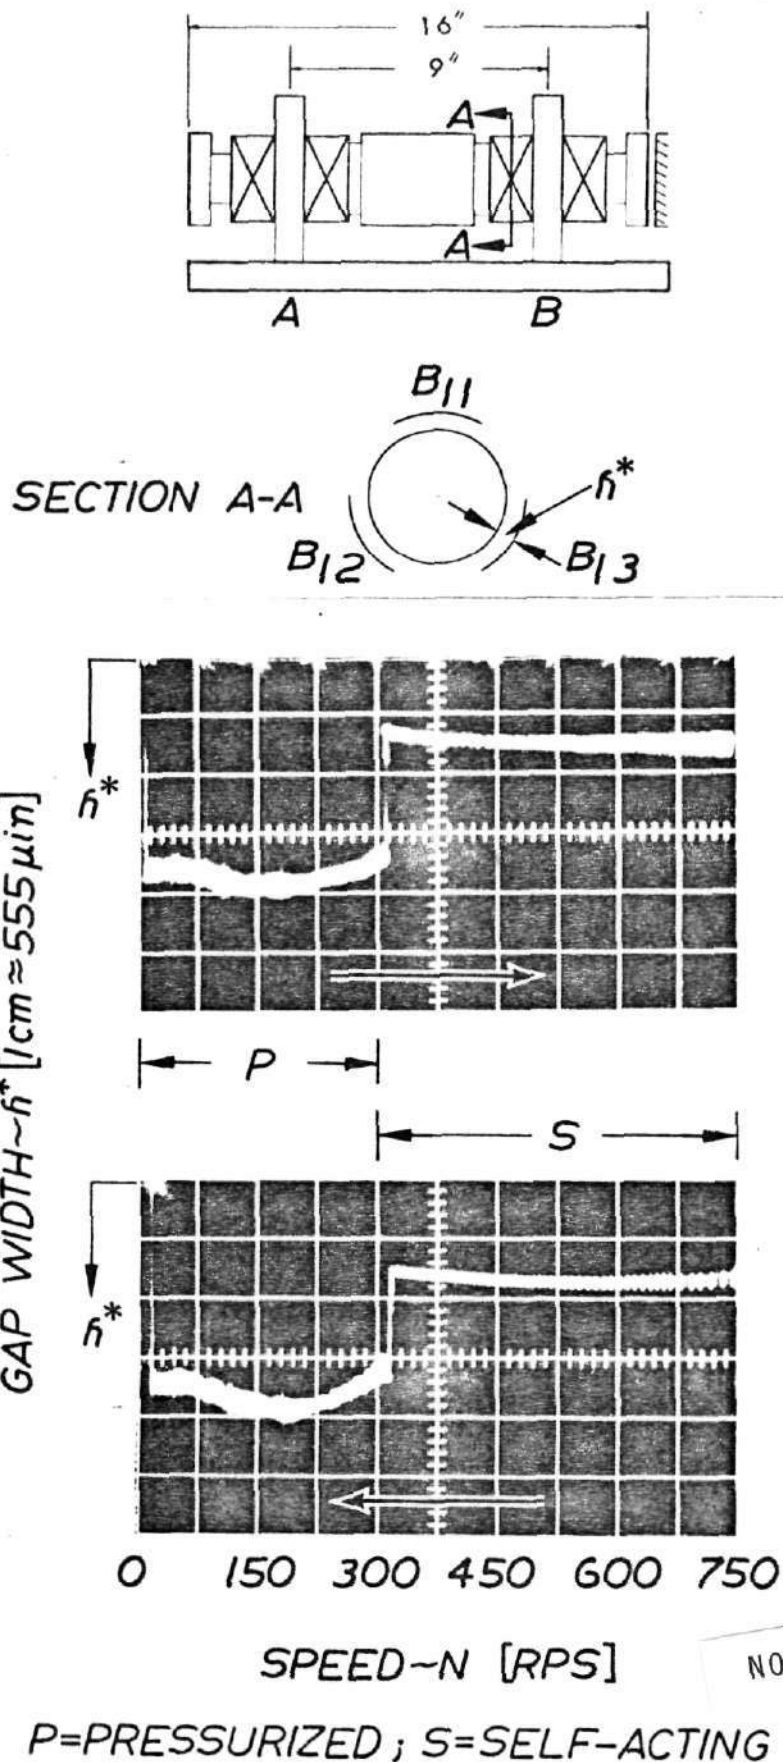 16"
9"
A
A
A B
B11
SECTION A-A
ɦ*
B12 B13
ɦ*
P
S
ɦ*
GAP WIDTH~ɦ* [1cm≈555μin]
0 150 300 450 600 750
SPEED~N [RPS]
NO
P=PRESSURIZED; S=SELF-ACTING